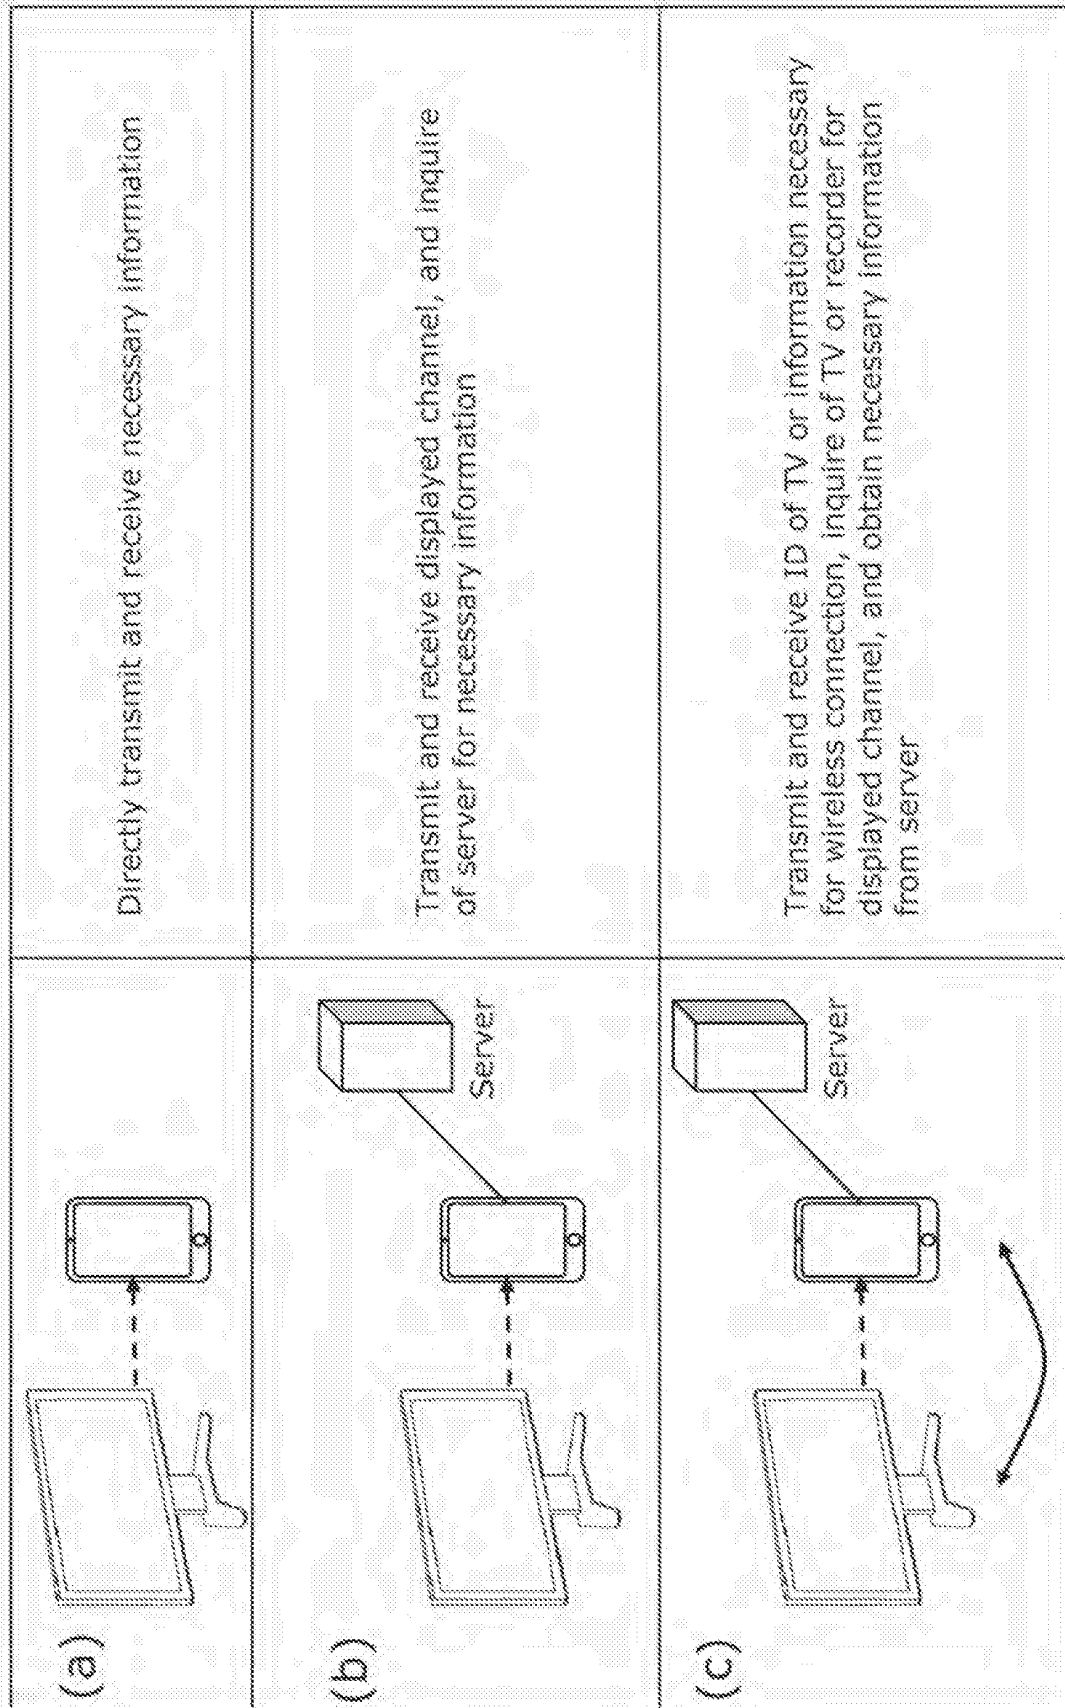 (a)
Directly transmit and receive necessary information
(b)
Server
Transmit and receive displayed channel, and inquire
of server for necessary information
(c)
Server
Transmit and receive ID of TV or information necessary
for wireless connection, inquire of TV or recorder for
displayed channel, and obtain necessary information
from server